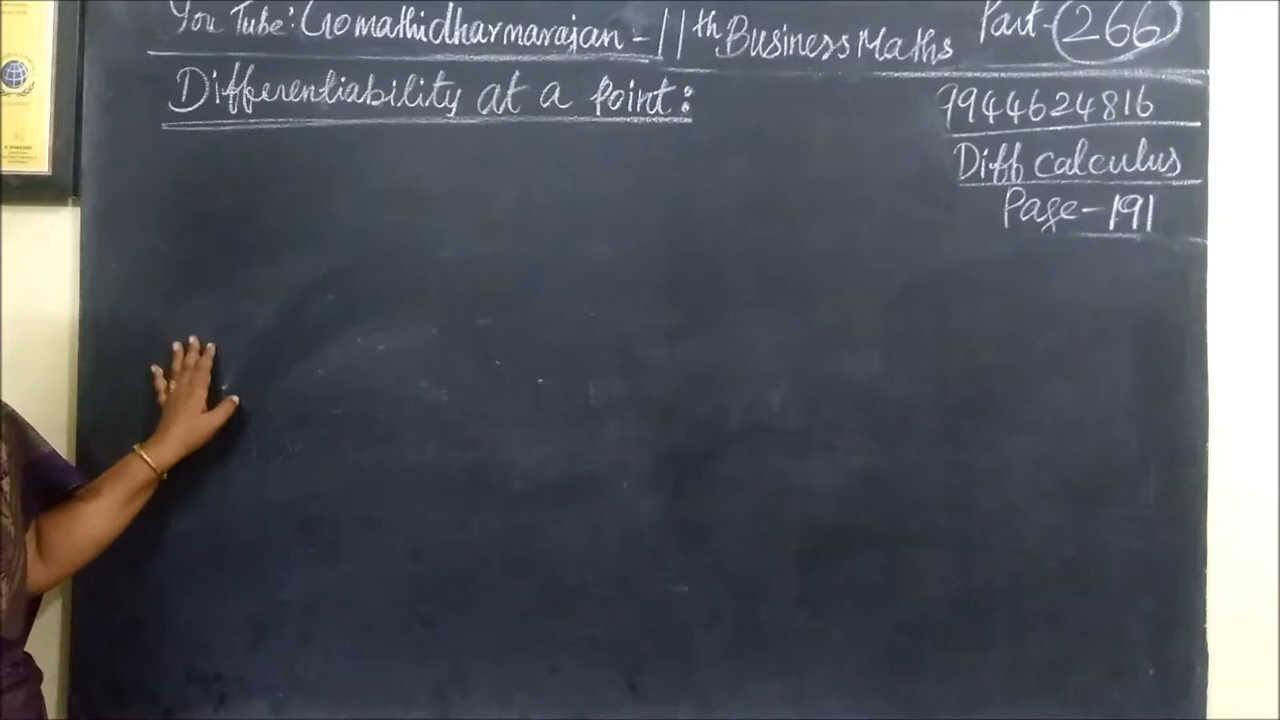 You Tube: Gomathidharmarajan - 11th Business Maths Part - 266
Differentiability at a point:
9944624816
Diff calculus
Page - 191